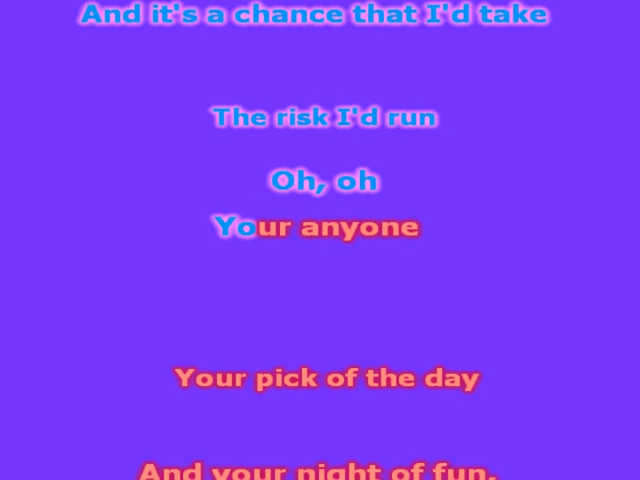 And it's a chance that I'd take
The risk I'd run
Oh, oh
Your anyone
Your pick of the day
And your night of fun,